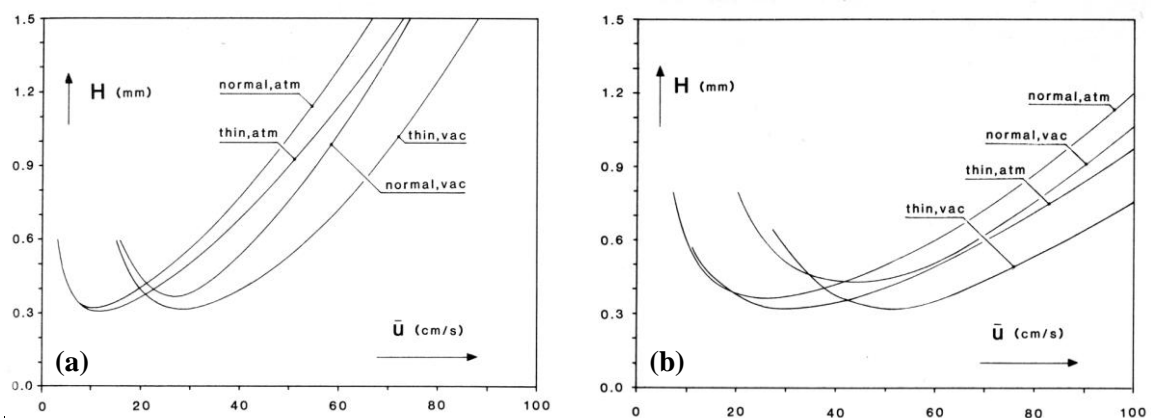 1.5
1.2
0.9
0.6
0.3
0.0
H (mm)
normal,atm
thin,atm
thin,vac
normal,vac
ū (cm/s)
(a)
0 20 40 60 80 100
1.5
1.2
0.9
0.6
0.3
0.0
H (mm)
normal,atm
normal,vac
thin,atm
thin,vac
ū (cm/s)
(b)
0 20 40 60 80 100